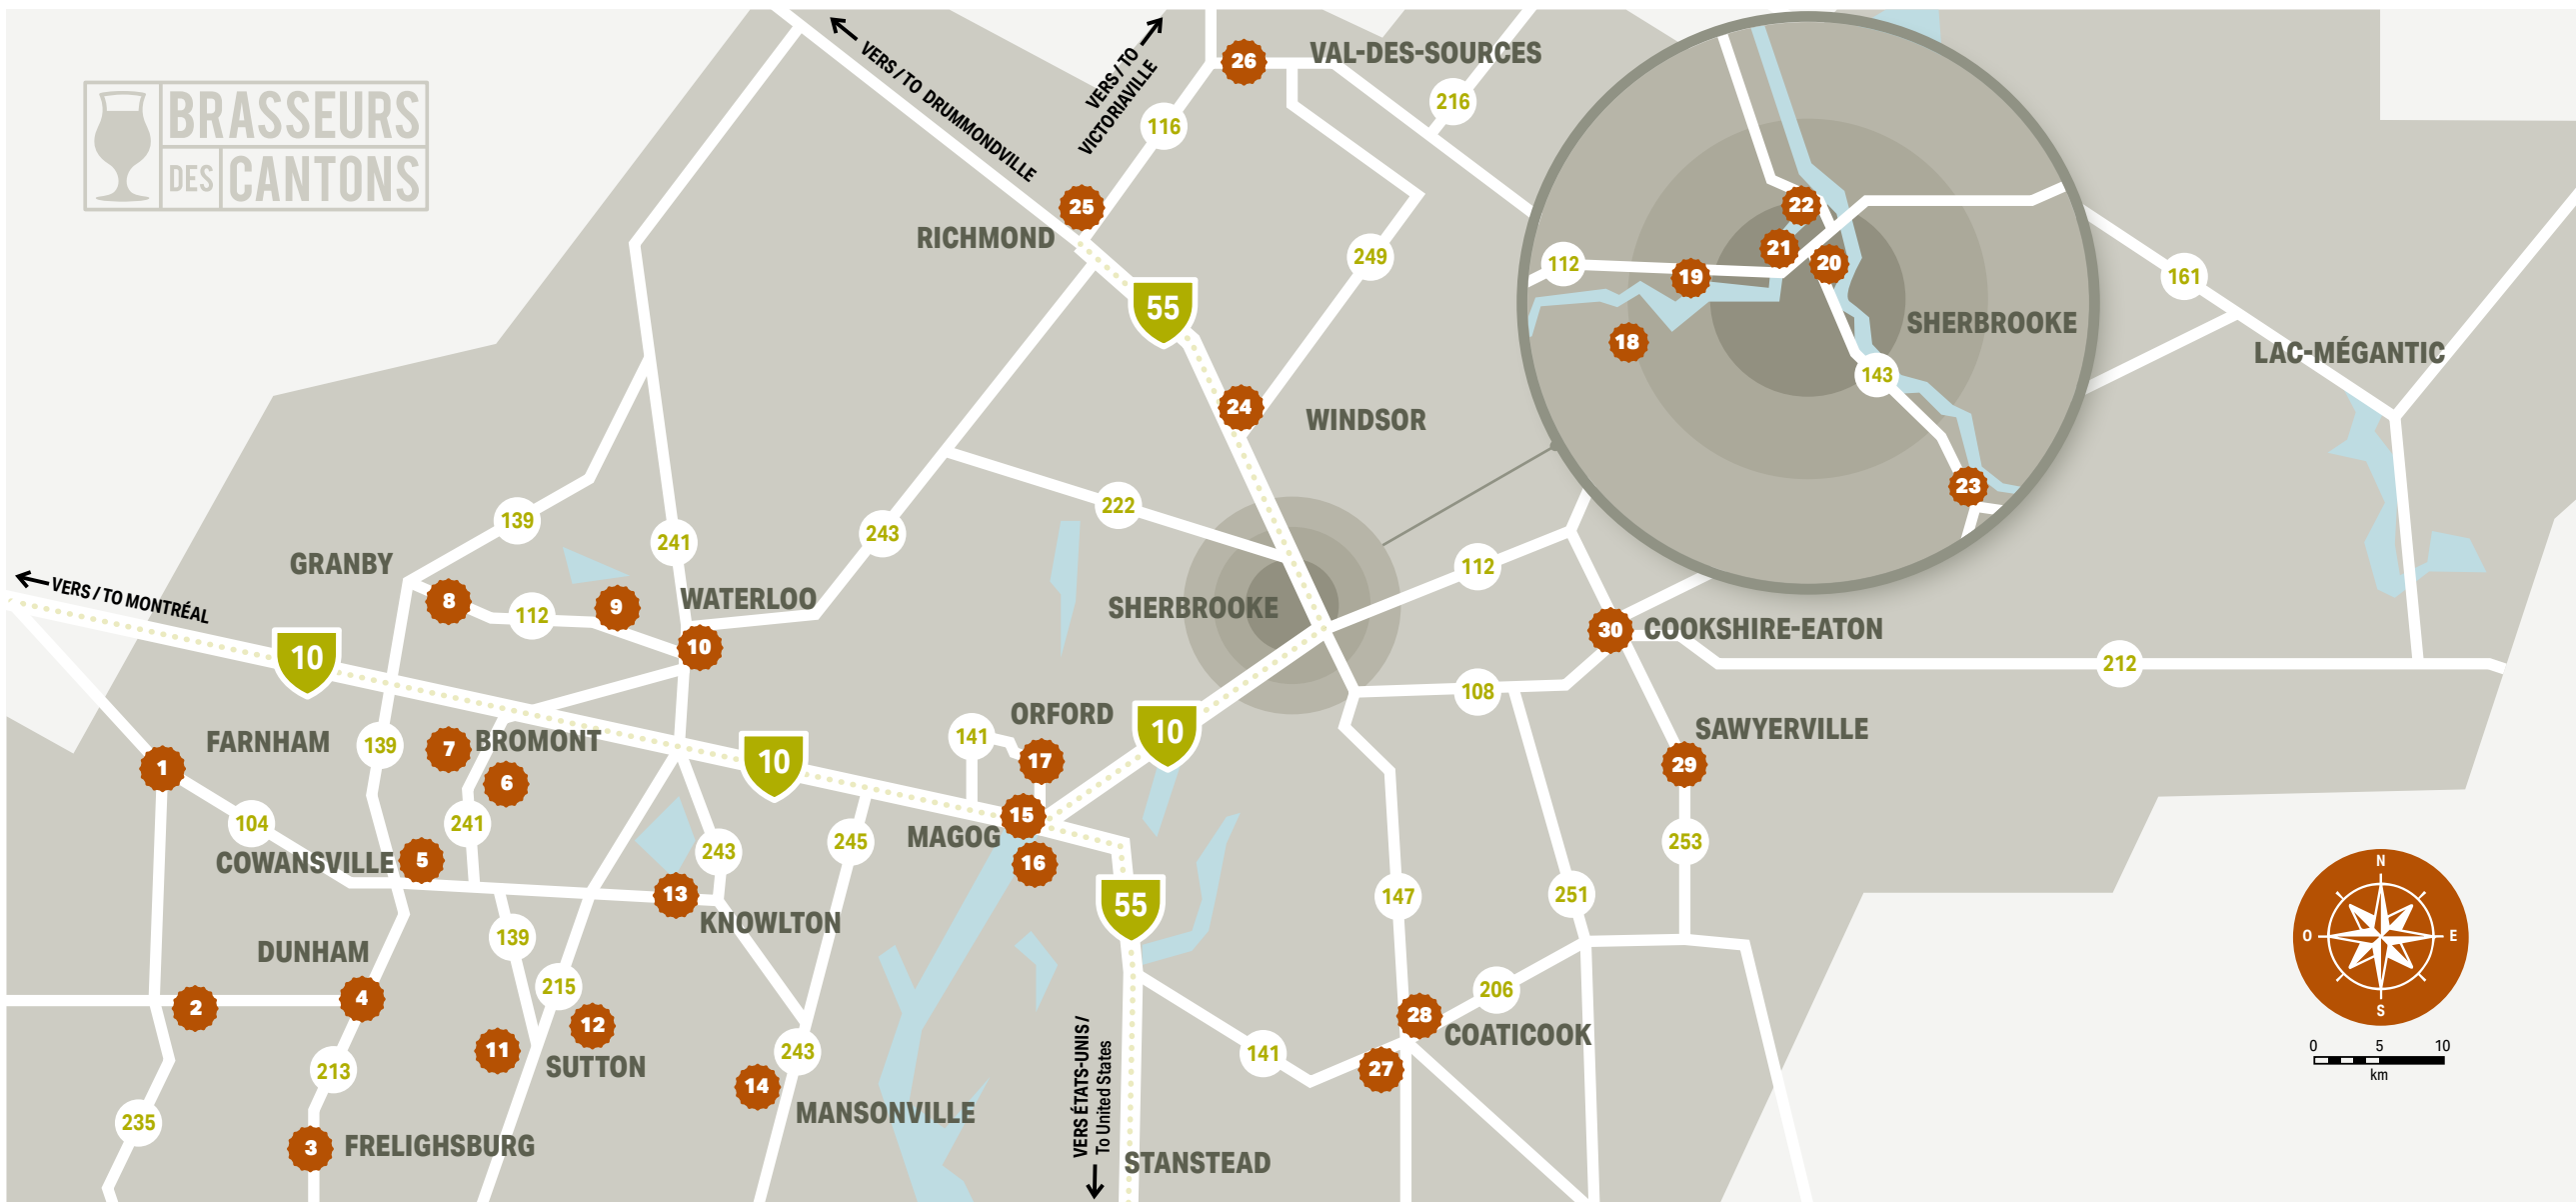 BRASSEURS
DES CANTONS
VERS / TO DRUMMONDVILLE
VERS / TO
VICTORIAVILLE
26
VAL-DES-SOURCES
216
116
25
RICHMOND
249
55
24
WINDSOR
22
21
20
19
112
18
SHERBROOKE
143
23
161
LAC-MÉGANTIC
139
241
243
222
GRANBY
VERS / TO MONTRÉAL
8
112
9
WATERLOO
10
10
SHERBROOKE
112
30
COOKSHIRE-EATON
212
108
FARNHAM
1
139
7
BROMONT
6
10
141
ORFORD
17
10
SAWYERVILLE
29
104
241
COWANSVILLE
5
243
245
15
MAGOG
16
253
13
KNOWLTON
55
147
251
DUNHAM
139
2
4
215
12
11
SUTTON
206
28
COATICOOK
213
14
243
MANSONVILLE
141
27
235
3
FRELIGHSBURG
VERS ÉTATS-UNIS /
To United States
STANSTEAD
N
O
E
S
0 5 10
km